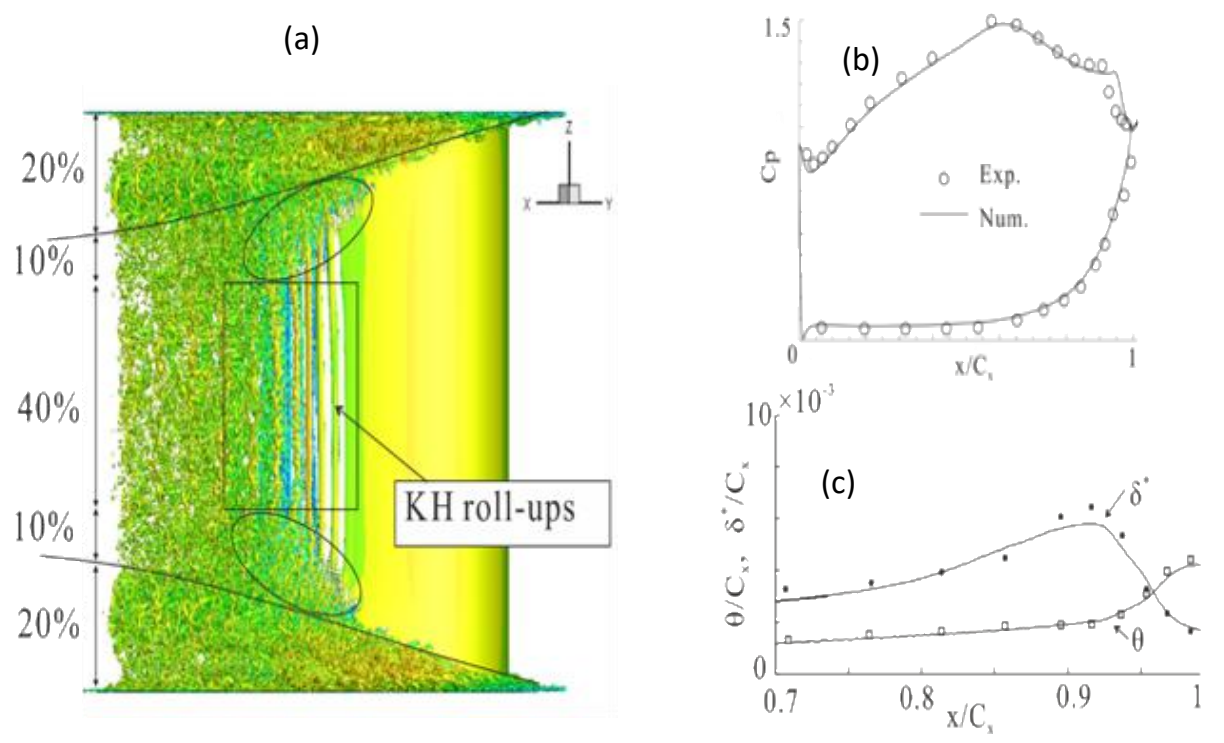 (a)
20%
10%
40%
10%
20%
Z
X
Y
KH roll-ups
(b)
1.5
Cp
Exp.
Num.
0
1
x/Cₓ
(c)
10 ×10⁻³
θ/Cₓ, δ*/Cₓ
δ*
θ
0
0.7
0.8
0.9
1
x/Cₓ